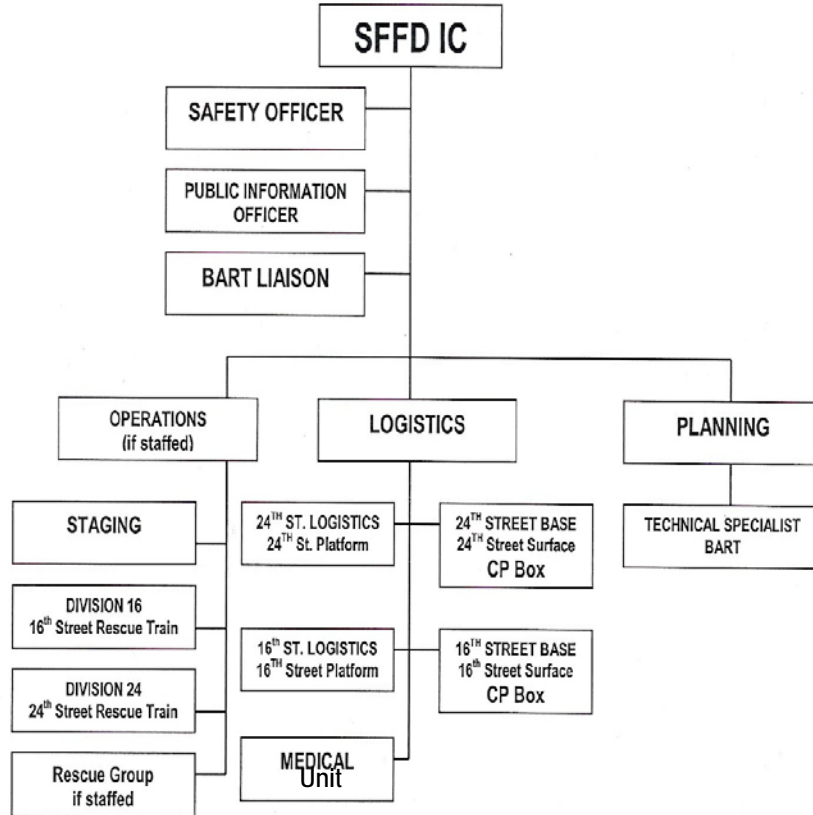 SFFD IC
SAFETY OFFICER
PUBLIC INFORMATION
OFFICER
BART LIAISON
OPERATIONS
(if staffed)
LOGISTICS
PLANNING
STAGING
24TH ST. LOGISTICS
24TH St. Platform
24TH STREET BASE
24TH Street Surface
CP Box
TECHNICAL SPECIALIST
BART
DIVISION 16
16th Street Rescue Train
16th ST. LOGISTICS
16TH Street Platform
16TH STREET BASE
16th Street Surface
CP Box
DIVISION 24
24th Street Rescue Train
Rescue Group
if staffed
MEDICAL
Unit